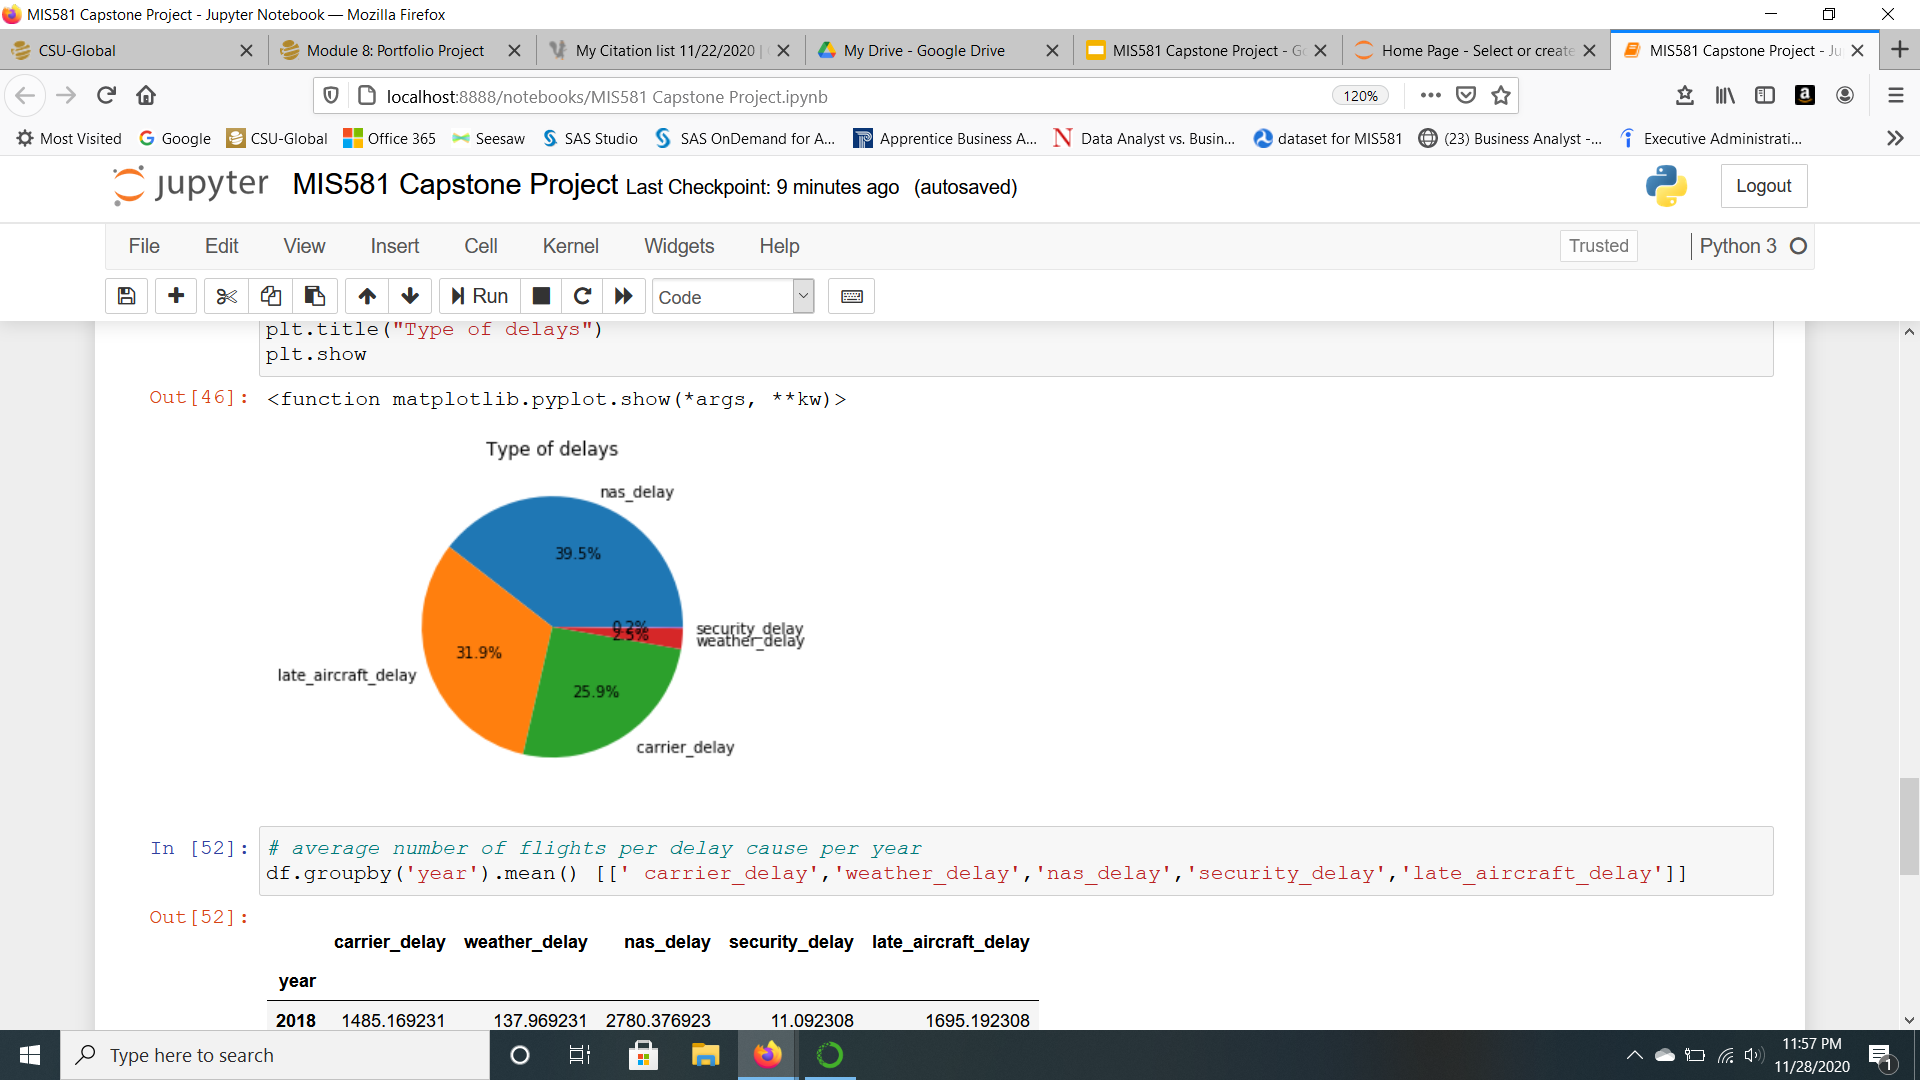 MIS581 Capstone Project - Jupyter Notebook — Mozilla Firefox
CSU-Global
Module 8: Portfolio Project
My Citation list 11/22/2020 |
My Drive - Google Drive
MIS581 Capstone Project - Go
Home Page - Select or create
MIS581 Capstone Project - Ju
localhost:8888/notebooks/MIS581 Capstone Project.ipynb
120%
Most Visited
Google
CSU-Global
Office 365
Seesaw
SAS Studio
SAS OnDemand for A...
Apprentice Business A...
Data Analyst vs. Busin...
dataset for MIS581
(23) Business Analyst -...
Executive Administrati...
jupyter MIS581 Capstone Project Last Checkpoint: 9 minutes ago (autosaved)
Logout
File Edit View Insert Cell Kernel Widgets Help
Trusted
Python 3
Run
Code
plt.title("Type of delays")
plt.show
Out[46]: <function matplotlib.pyplot.show(*args, **kw)>
Type of delays
nas_delay
39.5%
0.2%
security_delay
2.5%
weather_delay
31.9%
late_aircraft_delay
25.9%
carrier_delay
In [52]: # average number of flights per delay cause per year
df.groupby('year').mean() [[' carrier_delay','weather_delay','nas_delay','security_delay','late_aircraft_delay']]
Out[52]:
carrier_delay weather_delay nas_delay security_delay late_aircraft_delay
year
2018 1485.169231 137.969231 2780.376923 11.092308 1695.192308
Type here to search
11:57 PM
11/28/2020
1